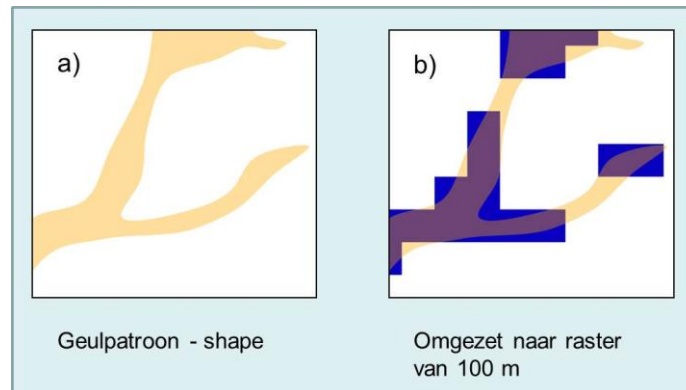 a)
b)
Geulpatroon - shape
Omgezet naar raster
van 100 m